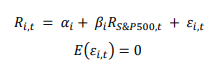 R_{i,t} = α_i + β_i R_{S&P500,t} + ε_{i,t}
E(ε_{i,t}) = 0